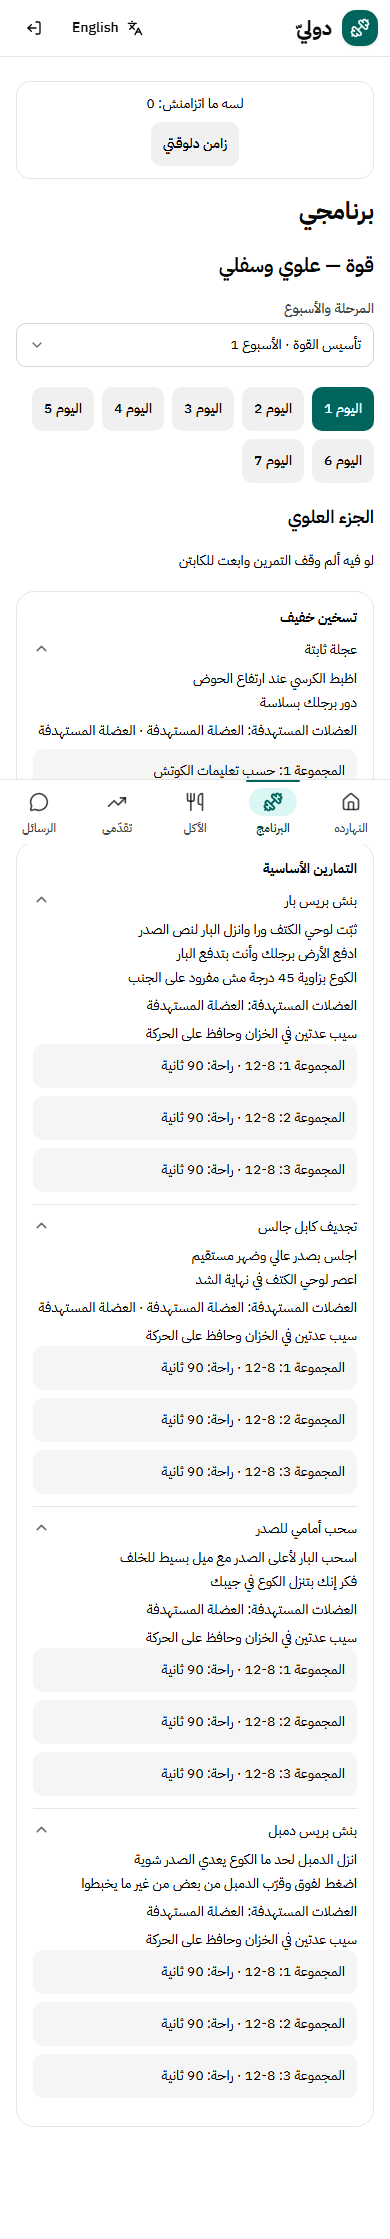 دوليّ
English
لسه ما اتزامنش: 0
زامن دلوقتي
برنامجي
قوة — علوي وسفلي
المرحلة والأسبوع
تأسيس القوة · الأسبوع 1
اليوم 1
اليوم 2
اليوم 3
اليوم 4
اليوم 5
اليوم 6
اليوم 7
الجزء العلوي
لو فيه ألم وقف التمرين وابعت للكابتن
تسخين خفيف
عجلة ثابتة
اظبط الكرسي عند ارتفاع الحوض
دور برجلك بسلاسة
العضلات المستهدفة: العضلة المستهدفة · العضلة المستهدفة
المجموعة 1: حسب تعليمات الكوتش
النهارده
البرنامج
الأكل
تقدّمي
الرسائل
التمارين الأساسية
بنش بريس بار
ثبّت لوحي الكتف ورا وانزل البار لنص الصدر
ادفع الأرض برجلك وأنت بتدفع البار
الكوع بزاوية 45 درجة مش مفرود على الجنب
العضلات المستهدفة: العضلة المستهدفة
سيب عدتين في الخزان وحافظ على الحركة
المجموعة 1: 8-12 · راحة: 90 ثانية
المجموعة 2: 8-12 · راحة: 90 ثانية
المجموعة 3: 8-12 · راحة: 90 ثانية
تجديف كابل جالس
اجلس بصدر عالي وضهر مستقيم
اعصر لوحي الكتف في نهاية الشد
العضلات المستهدفة: العضلة المستهدفة · العضلة المستهدفة
سيب عدتين في الخزان وحافظ على الحركة
المجموعة 1: 8-12 · راحة: 90 ثانية
المجموعة 2: 8-12 · راحة: 90 ثانية
المجموعة 3: 8-12 · راحة: 90 ثانية
سحب أمامي للصدر
اسحب البار لأعلى الصدر مع ميل بسيط للخلف
فكر إنك بتنزل الكوع في جيبك
العضلات المستهدفة: العضلة المستهدفة
سيب عدتين في الخزان وحافظ على الحركة
المجموعة 1: 8-12 · راحة: 90 ثانية
المجموعة 2: 8-12 · راحة: 90 ثانية
المجموعة 3: 8-12 · راحة: 90 ثانية
بنش بريس دمبل
انزل الدمبل لحد ما الكوع يعدي الصدر شوية
اضغط لفوق وقرّب الدمبل من بعض من غير ما يخبطوا
العضلات المستهدفة: العضلة المستهدفة
سيب عدتين في الخزان وحافظ على الحركة
المجموعة 1: 8-12 · راحة: 90 ثانية
المجموعة 2: 8-12 · راحة: 90 ثانية
المجموعة 3: 8-12 · راحة: 90 ثانية